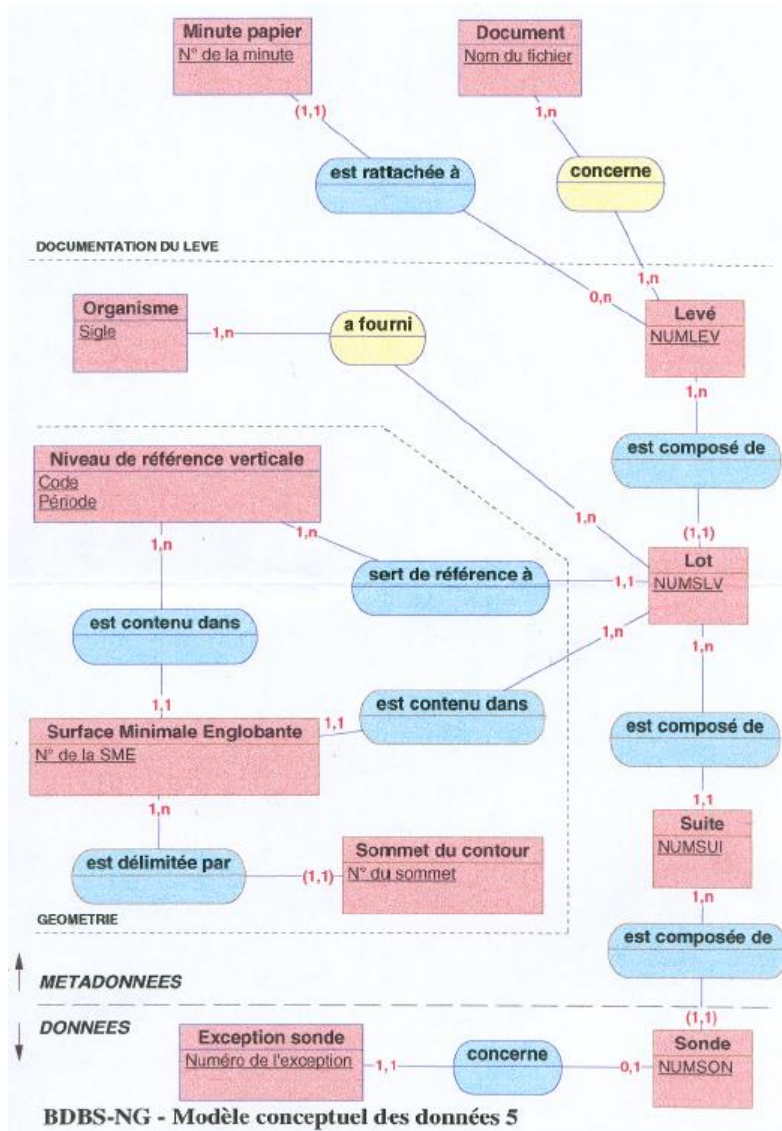 Minute papier
N° de la minute
Document
Nom du fichier
(1,1)
1,n
est rattachée à
concerne
DOCUMENTATION DU LEVE
0,n
1,n
Organisme
Sigle
1,n
a fourni
Levé
NUMLEV
1,n
est composé de
Niveau de référence verticale
Code
Période
1,n
1,n
1,n
(1,1)
Lot
NUMSLV
sert de référence à
1,1
est contenu dans
1,n
1,n
1,1
est contenu dans
1,1
Surface Minimale Englobante
N° de la SME
est composé de
1,n
1,1
Suite
NUMSUI
est délimitée par
(1,1)
Sommet du contour
N° du sommet
1,n
GEOMETRIE
est composée de
METADONNEES
DONNEES
(1,1)
Exception sonde
Numéro de l'exception
1,1
concerne
0,1
Sonde
NUMSON
BDBS-NG - Modèle conceptuel des données 5